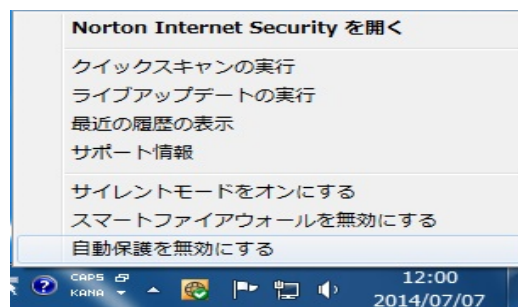 Norton Internet Security を開く
クイックスキャンの実行
ライブアップデートの実行
最近の履歴の表示
サポート情報
サイレントモードをオンにする
スマートファイアウォールを無効にする
自動保護を無効にする
CAPS
KANA
12:00
2014/07/07